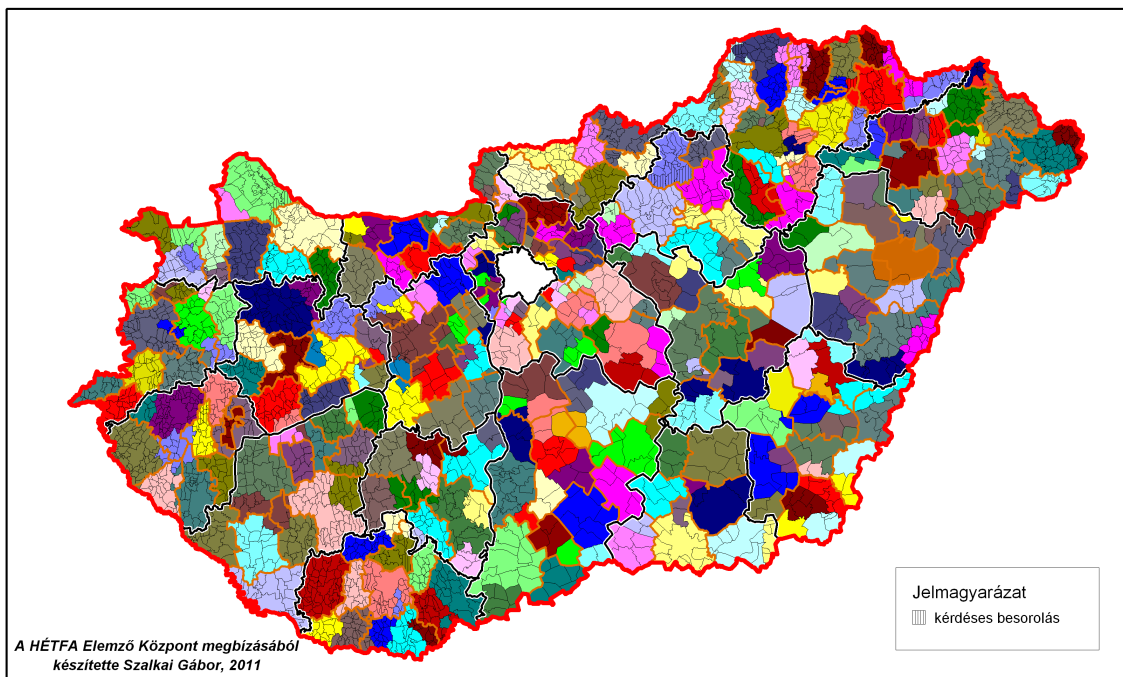 Jelmagyarázat
kérdéses besorolás
A HÉTFA Elemző Központ megbízásából
készítette Szalkai Gábor, 2011